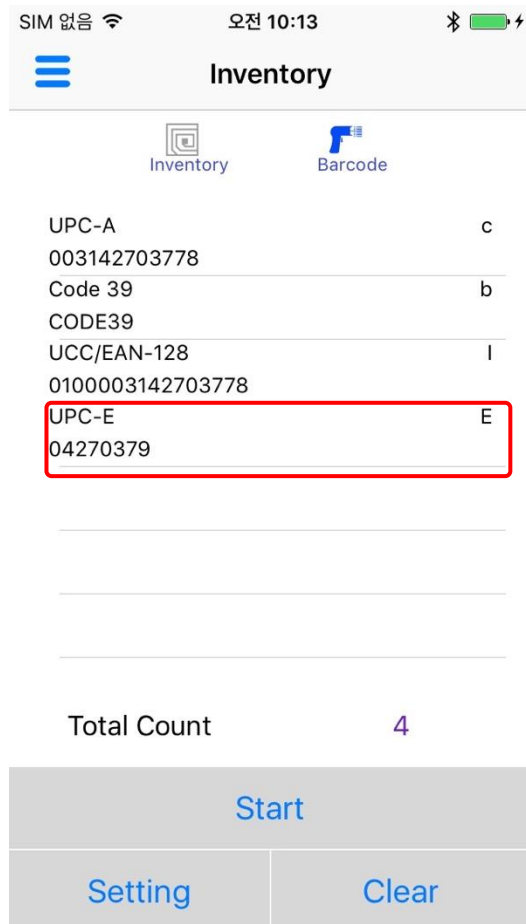 SIM 없음 오전 10:13
Inventory
Inventory Barcode
UPC-A c
003142703778
Code 39 b
CODE39
UCC/EAN-128 I
0100003142703778
UPC-E E
04270379
Total Count 4
Start
Setting Clear